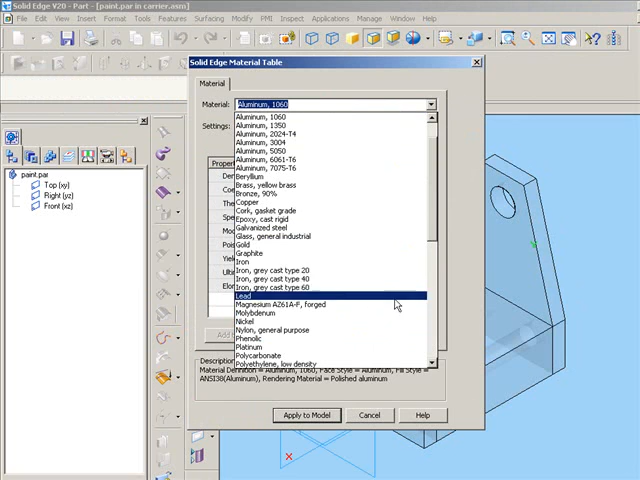 Solid Edge V20 - Part - [paint.par in carrier.asm]
File Edit View Insert Format Tools Features Surfacing Modify MPI Inspect Applications Manage Window Help
Solid Edge Material Table
Material
Material: Aluminum, 1060
Settings:
Aluminum, 1060
Aluminum, 1350
Aluminum, 2024-T4
Aluminum, 3004
Aluminum, 5050
Aluminum, 6061-T6
Aluminum, 7075-T6
Beryllium
Brass, yellow brass
Bronze, 90%
Copper
Cork, gasket grade
Epoxy, cast rigid
Galvanized steel
Glass, general industrial
Gold
Graphite
Iron
Iron, grey cast type 20
Iron, grey cast type 40
Iron, grey cast type 60
Lead
Magnesium AZ61A-F, forged
Molybdenum
Nickel
Nylon, general purpose
Phenolic
Platinum
Polycarbonate
Polyethylene, low density
Description
Material Definition = Aluminum, 1060, Face Style = Aluminum, Fill Style =
ANSI38(Aluminum), Rendering Material = Polished aluminum
Apply to Model Cancel Help
paint.par
Top (xy)
Right (yz)
Front (xz)